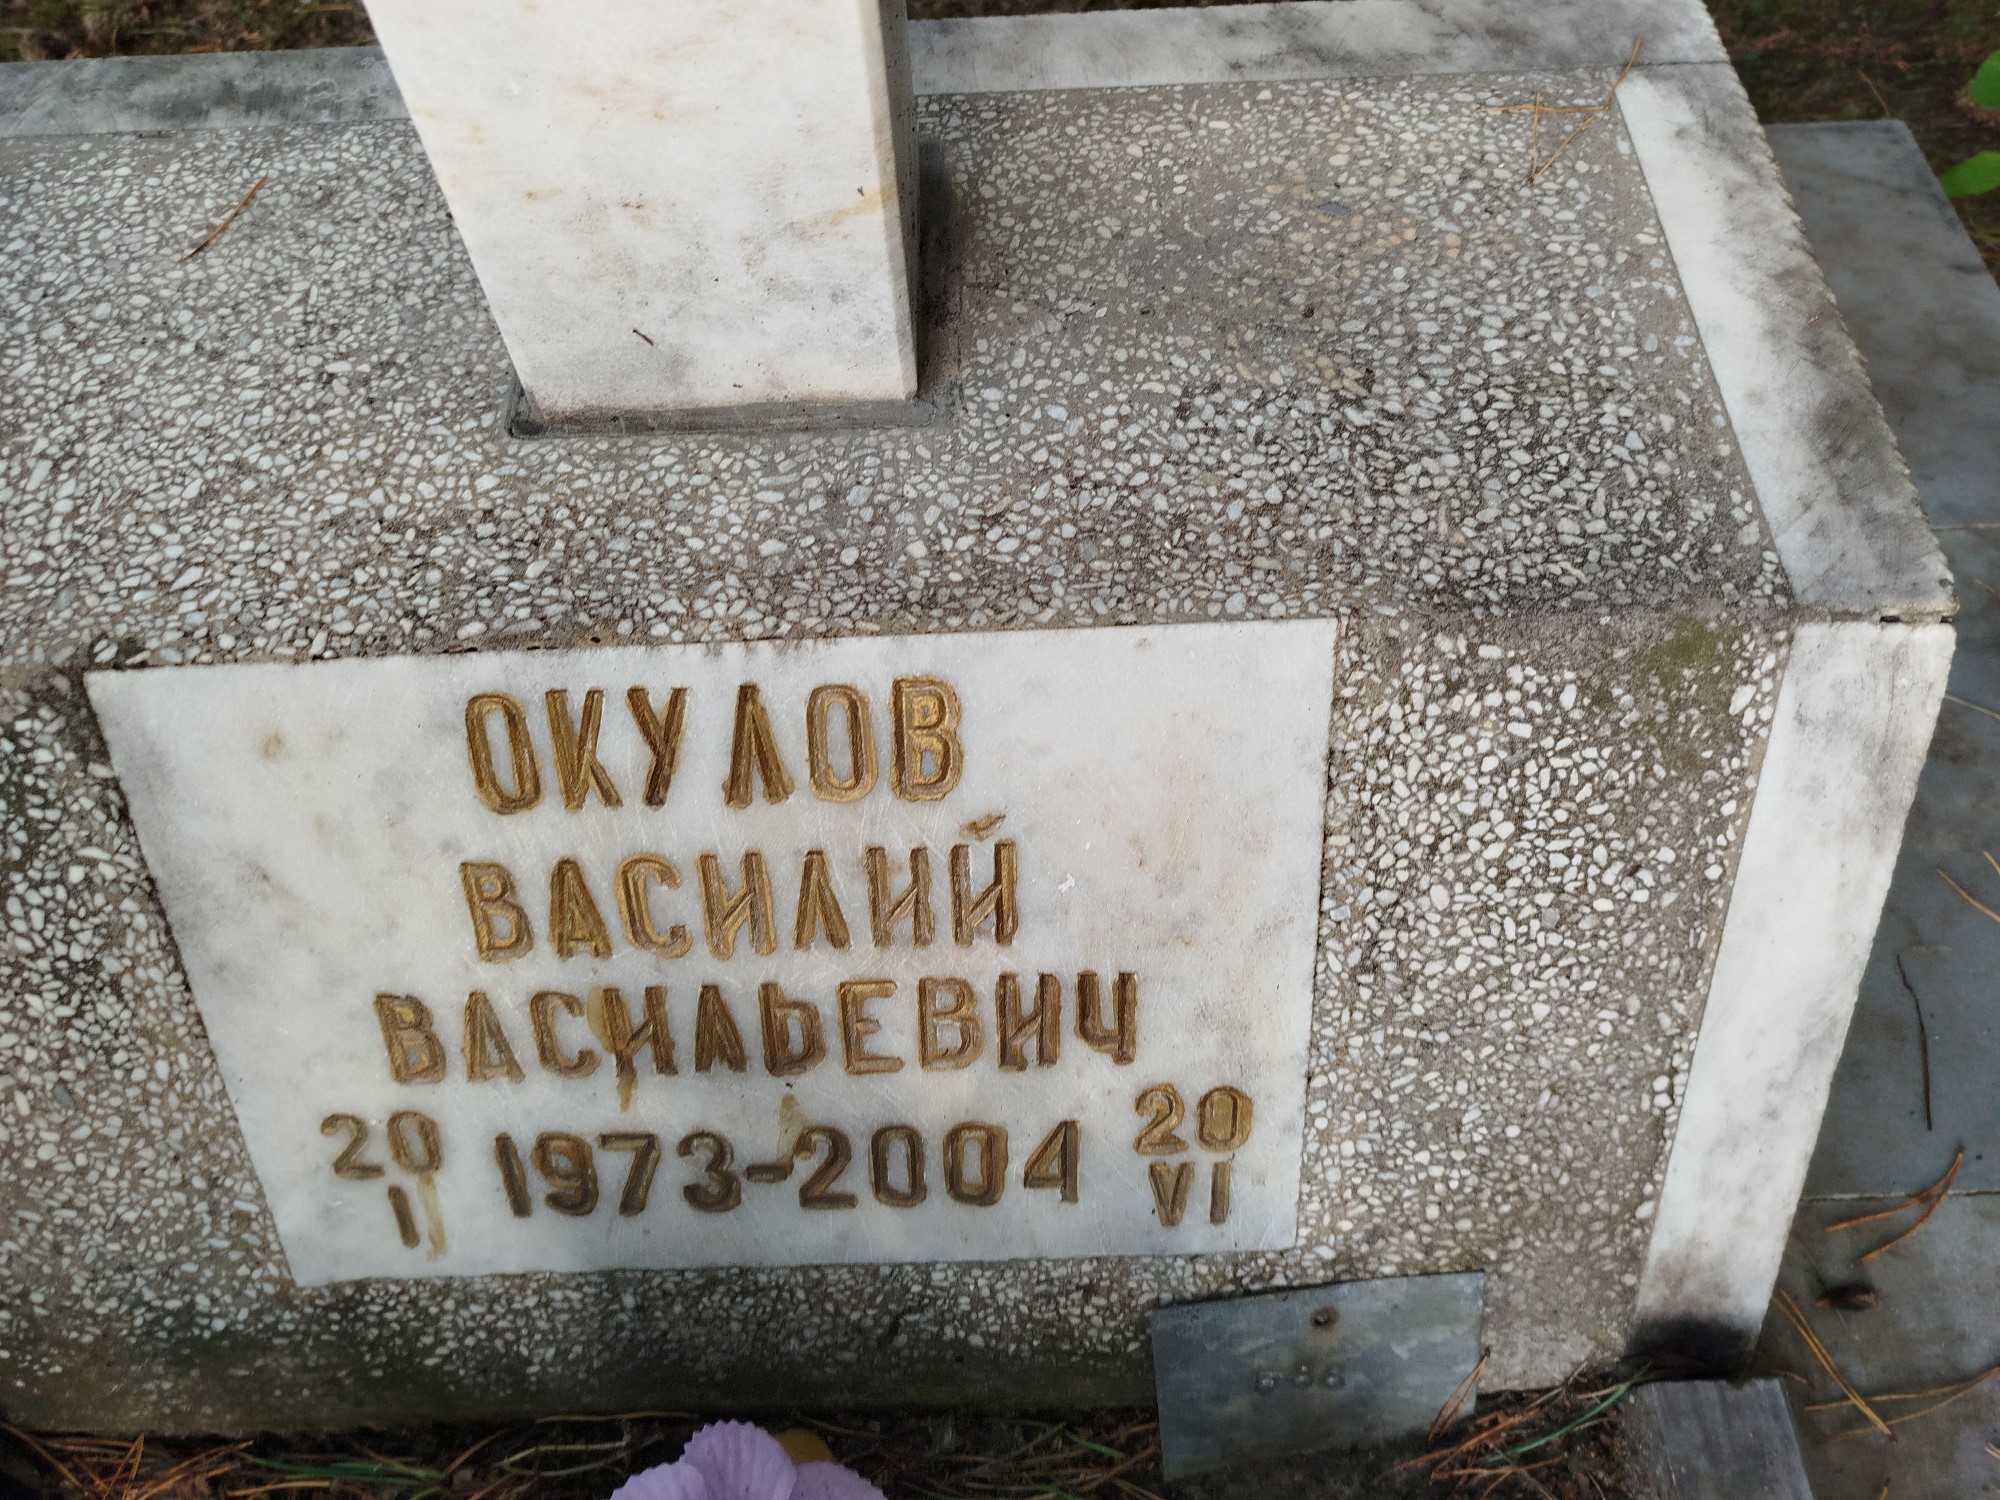 ОКУЛОВ
ВАСИЛИЙ
ВАСИЛЬЕВИЧ
20 I 1973-2004 20 VI